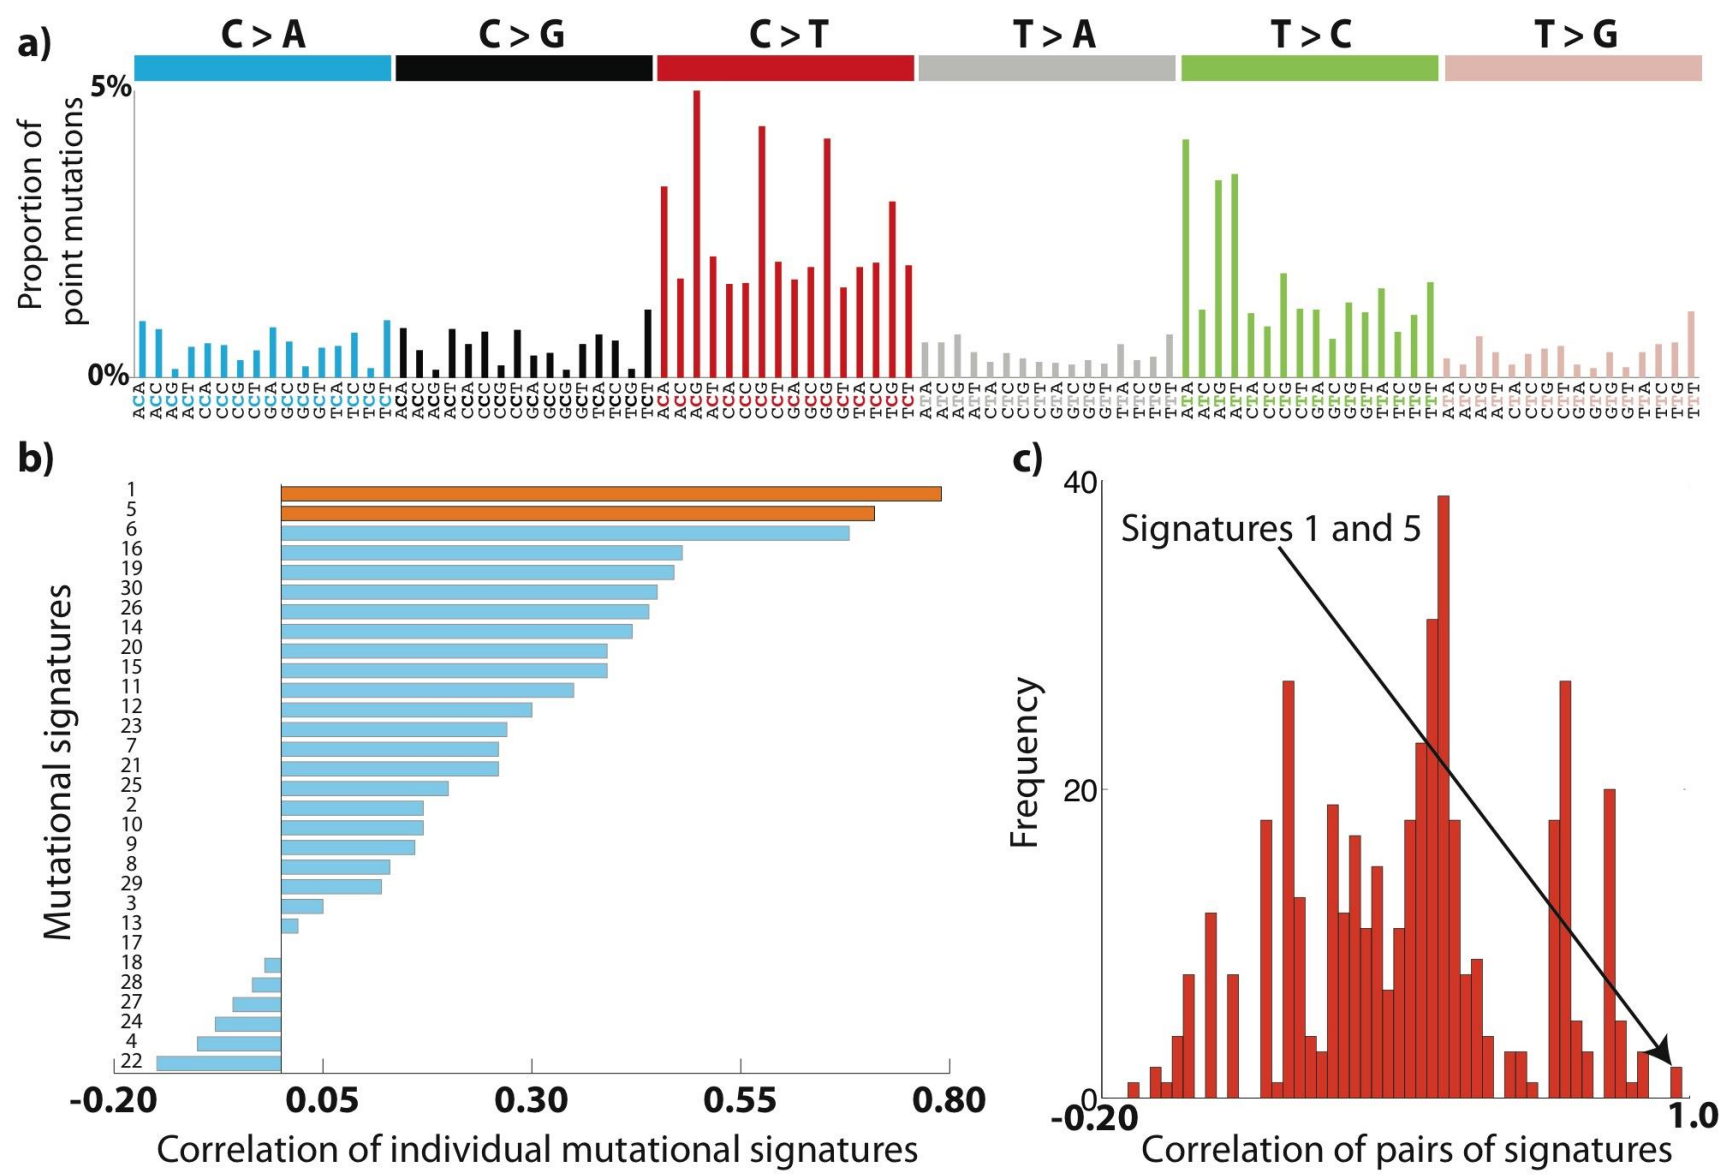 a)
C > A C > G C > T T > A T > C T > G
5%
Proportion of
point mutations
0%
ACA ACC ACG ACT CCA CCC CCG CCT GCA GCC GCG GCT TCA TCC TCG TCT ACA ACC ACG ACT CCA CCC CCG CCT GCA GCC GCG GCT TCA TCC TCG TCT ACA ACC ACG ACT CCA CCC CCG CCT GCA GCC GCG GCT TCA TCC TCG TCT ATA ATC ATG ATT CTA CTC CTG CTT GTA GTC GTG GTT TTA TTC TTG TTT ATA ATC ATG ATT CTA CTC CTG CTT GTA GTC GTG GTT TTA TTC TTG TTT ATA ATC ATG ATT CTA CTC CTG CTT GTA GTC GTG GTT TTA TTC TTG TTT
b)
Mutational signatures
1
5
6
16
19
30
26
14
20
15
11
12
23
7
21
25
2
10
9
8
29
3
13
17
18
28
27
24
4
22
-0.20 0.05 0.30 0.55 0.80
Correlation of individual mutational signatures
c)
40
Signatures 1 and 5
Frequency
20
0
-0.20 1.0
Correlation of pairs of signatures